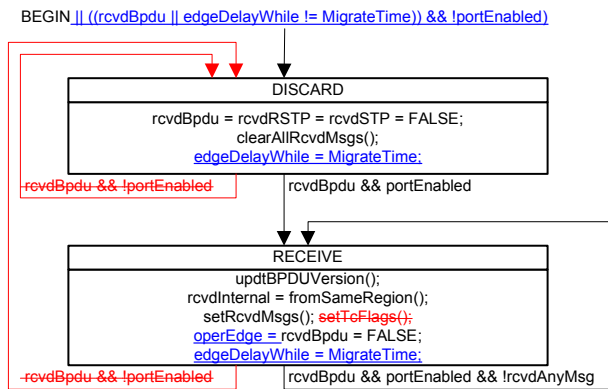 BEGIN || ((rcvdBpdu || edgeDelayWhile != MigrateTime)) && !portEnabled)
DISCARD
rcvdBpdu = rcvdRSTP = rcvdSTP = FALSE;
clearAllRcvdMsgs();
edgeDelayWhile = MigrateTime;
rcvdBpdu && !portEnabled
rcvdBpdu && portEnabled
RECEIVE
updtBPDUVersion();
rcvdInternal = fromSameRegion();
setRcvdMsgs(); setTcFlags();
operEdge = rcvdBpdu = FALSE;
edgeDelayWhile = MigrateTime;
rcvdBpdu && !portEnabled
rcvdBpdu && portEnabled && !rcvdAnyMsg